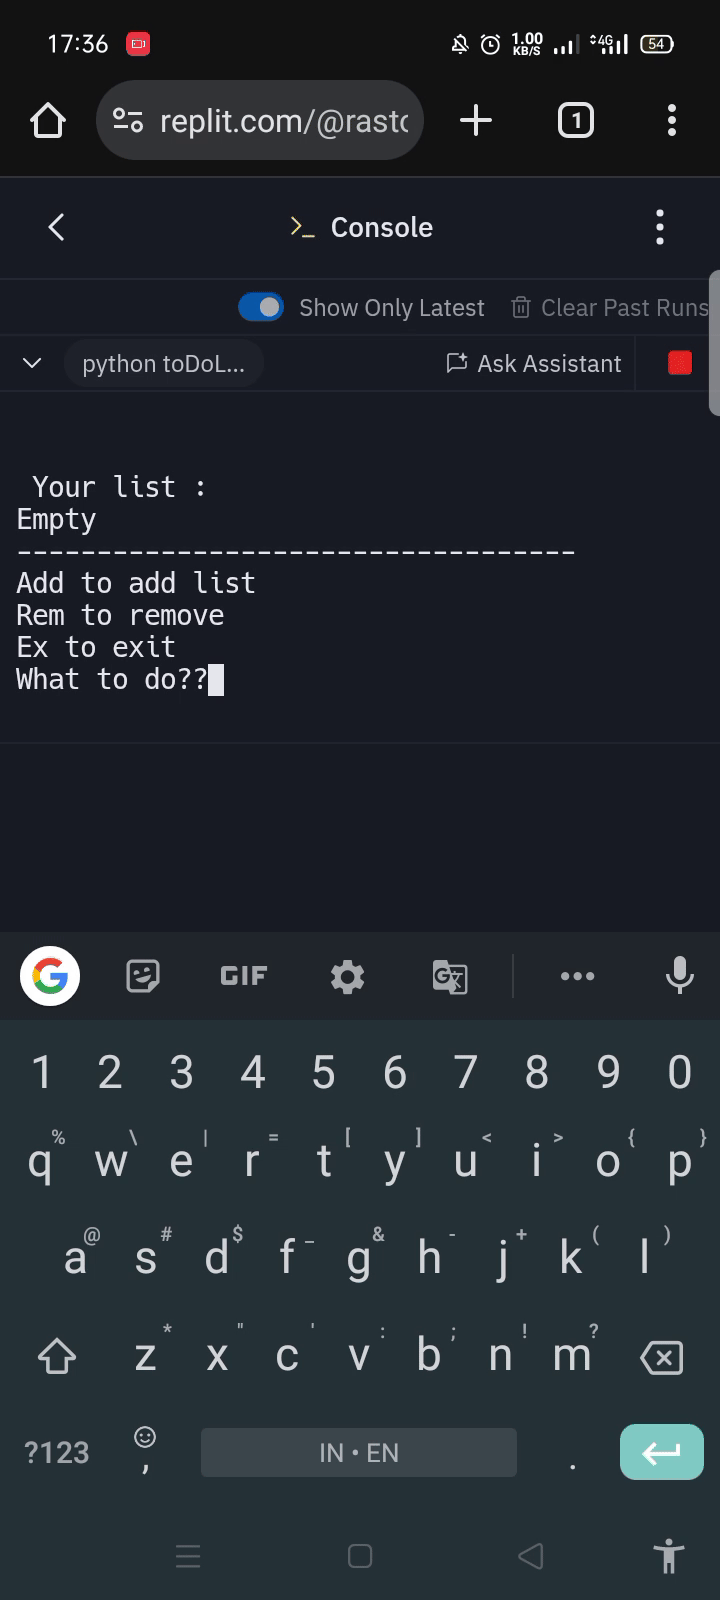 17:36 1.00 KB/S 4G 54
replit.com/@rasto 1
Console
Show Only Latest Clear Past Runs
python toDoL... Ask Assistant
Your list :
Empty
-----------------------------------
Add to add list
Rem to remove
Ex to exit
What to do??
G GIF G 文
1 2 3 4 5 6 7 8 9 0
% \ | = [ ] < > { }
q w e r t y u i o p
@ # $ _ & - + ( )
a s d f g h j k l
* " ' : ; ! ?
z x c v b n m
?123 , IN • EN .